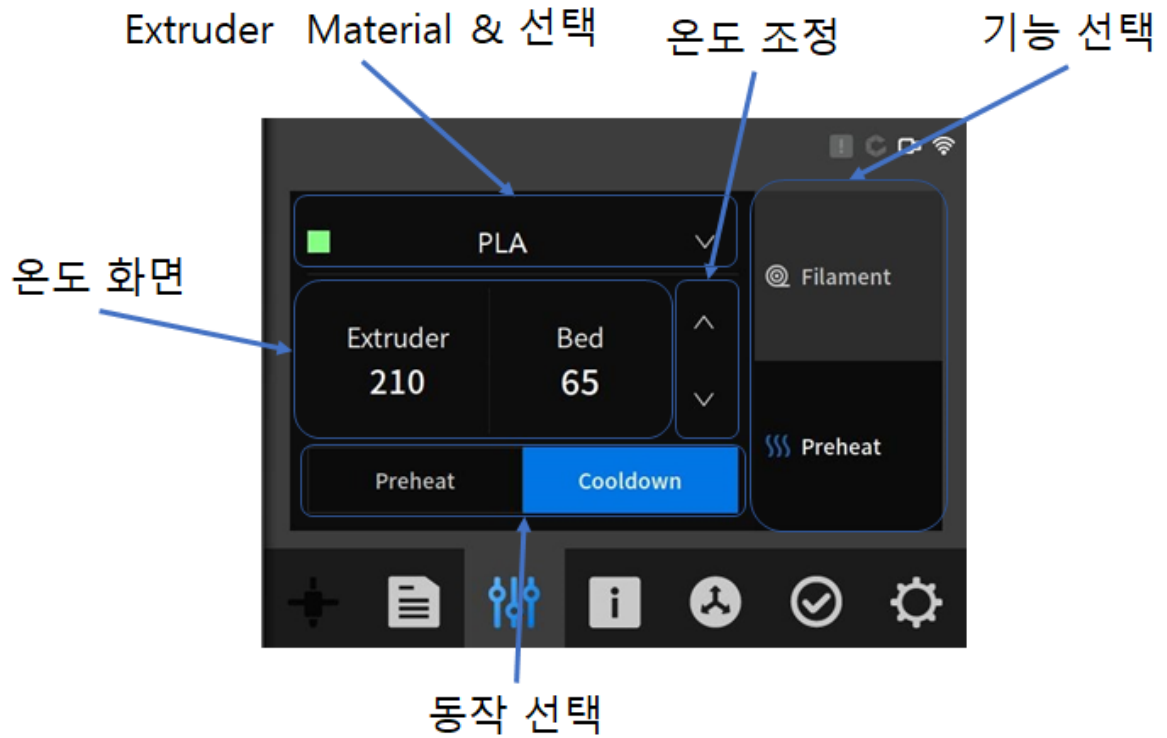 Extruder Material & 선택
온도 조정
기능 선택
PLA
Filament
온도 화면
Extruder
210
Bed
65
Preheat
Preheat
Cooldown
동작 선택